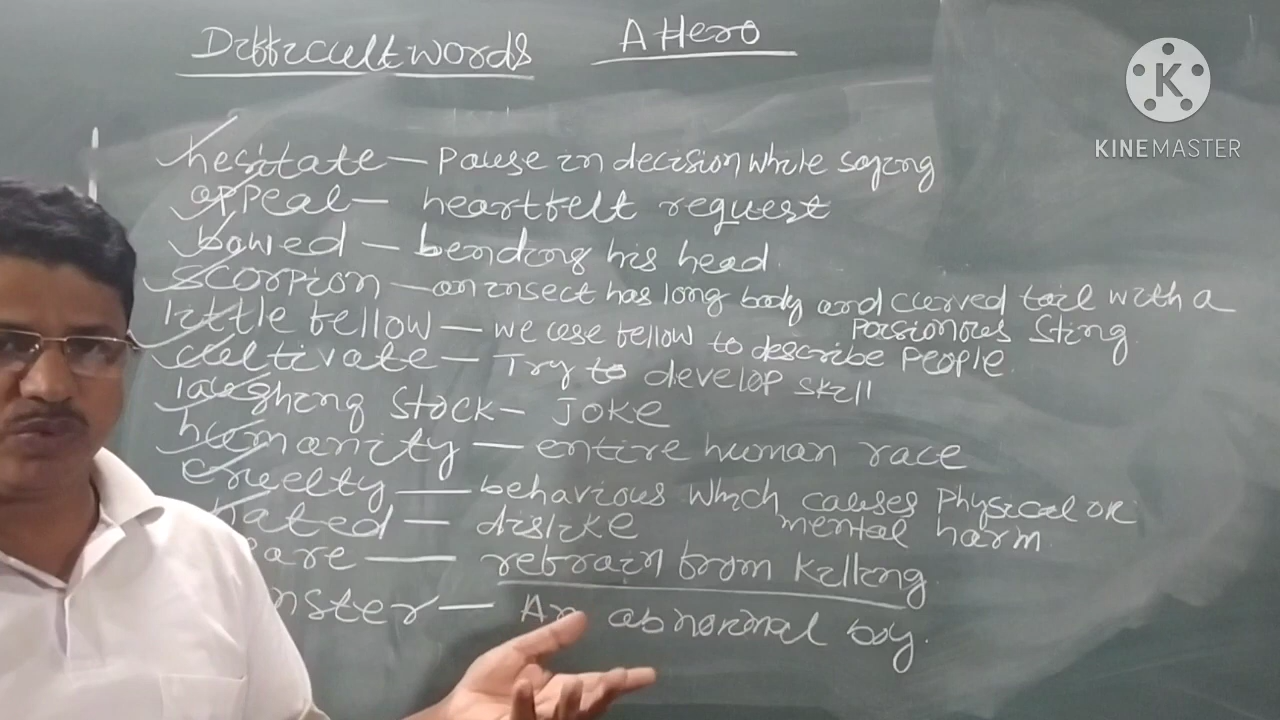 Difficult words A Hero
K
KINEMASTER
hesitate — Pause in decision while saying
appeal — heartfelt request
bowed — bending his head.
scorpion — an insect has long body and curved tail with a
Poisionous Sting.
little fellow — we use fellow to describe People.
cultivate — Try to develop skill
laughing stock — Joke
humanity — entire human race
cruelty — behaviour which causes Physical or
mental harm.
hated — dislike
pare — refrain from Killing.
nster — An abnormal boy.